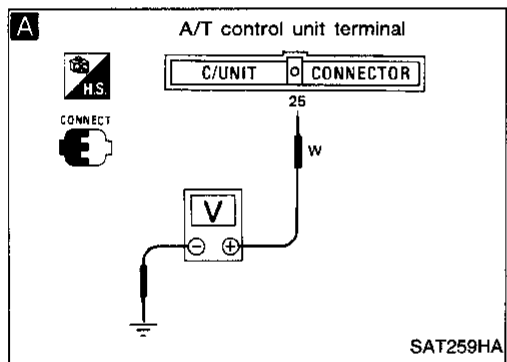 A
A/T control unit terminal
H.S.
C/UNIT CONNECTOR
25
CONNECT
W
V
SAT259HA